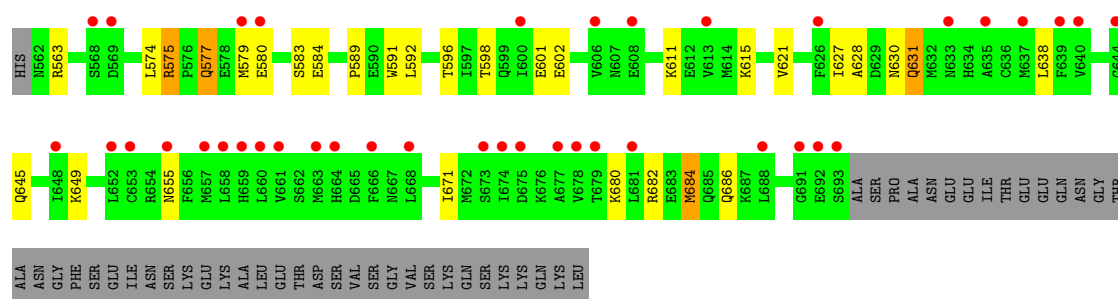 HIS N562 R563 S568 D569 L574 R575 P576 Q577 E578 M579 E580 S583 E584 P589 E590 W591 L592 T596 I597 T598 Q599 I600 E601 E602 V606 N607 E608 K611 E612 V613 M614 K615 V621 F626 I627 A628 D629 N630 Q631 M632 N633 H634 A635 C636 M637 L638 F639 V640
Q645 I648 K649 L652 C653 R654 N655 F656 M657 L658 H659 L660 V661 S662 M663 H664 D665 F666 N667 L668 I671 M672 S673 I674 D675 K676 A677 V678 T679 K680 L681 R682 E683 M684 Q685 Q686 K687 L688 G691 E692 S693 ALA SER PRO ALA ASN GLU GLU ILE THR GLU GLU GLN ASN GLY THR
ALA ASN GLY PHE SER GLU ILE ASN SER LYS GLU LYS ALA LEU GLU THR ASP SER VAL SER GLY VAL SER LYS GLN SER LYS LYS GLN LYS LEU